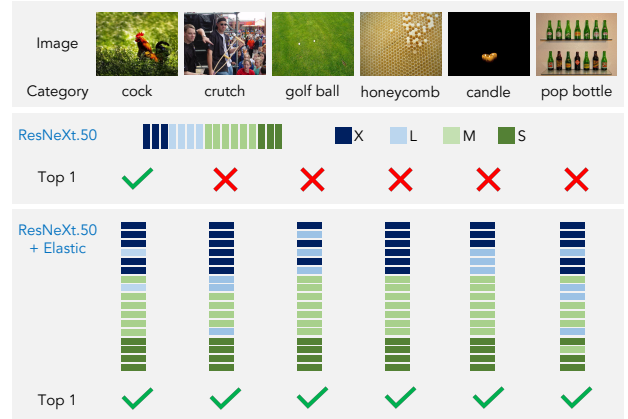 Image
Category cock crutch golf ball honeycomb candle pop bottle
ResNeXt.50 X L M S
Top 1
ResNeXt.50
+ Elastic
Top 1